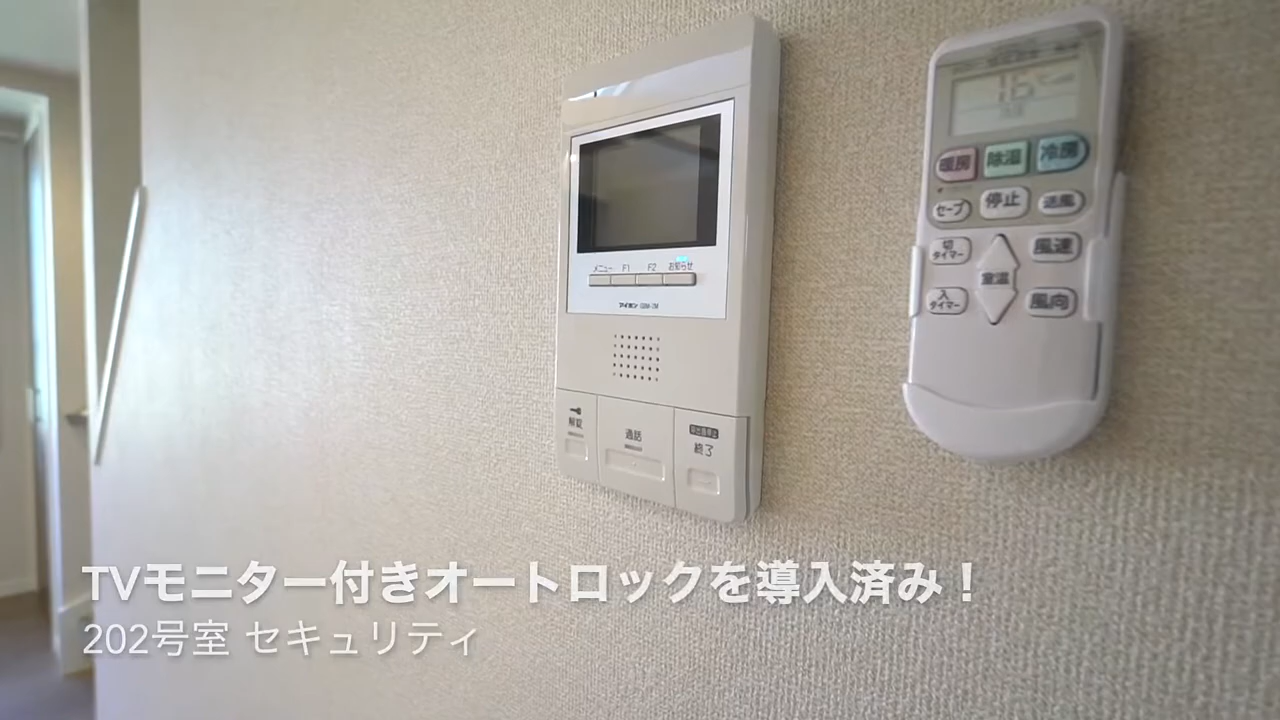 メニュー F1 F2 お知らせ
アイホン
解錠
通話
終了
16℃
暖房 除湿 冷房
セーブ 停止 送風
切タイマー 風速
室温
入タイマー 風向
TVモニター付きオートロックを導入済み！
202号室 セキュリティ